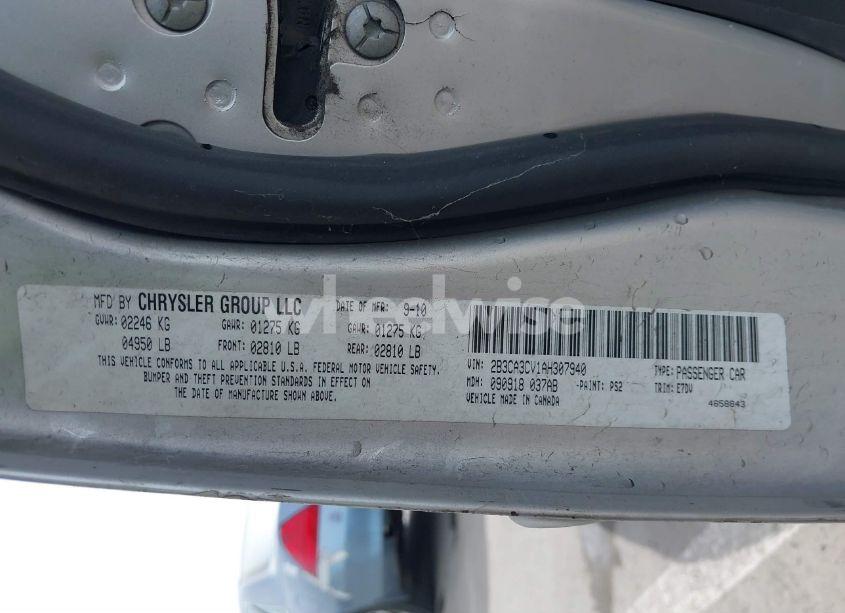 MFD BY CHRYSLER GROUP LLC DATE OF MFR: 9-10
GVWR: 02246 KG GAWR: 01275 KG GAWR: 01275 KG
04950 LB FRONT: 02810 LB REAR: 02810 LB
THIS VEHICLE CONFORMS TO ALL APPLICABLE FEDERAL MOTOR VEHICLE SAFETY,
BUMPER AND THEFT PREVENTION STANDARDS IN EFFECT ON
THE DATE OF MANUFACTURE SHOWN ABOVE.
VIN: 2B3CA3CV1AH307940 TYPE: PASSENGER CAR
MDH: 090918 037AB PAINT: PS2 TRIM: E7DV
VEHICLE MADE IN CANADA 4658643
wheelwise